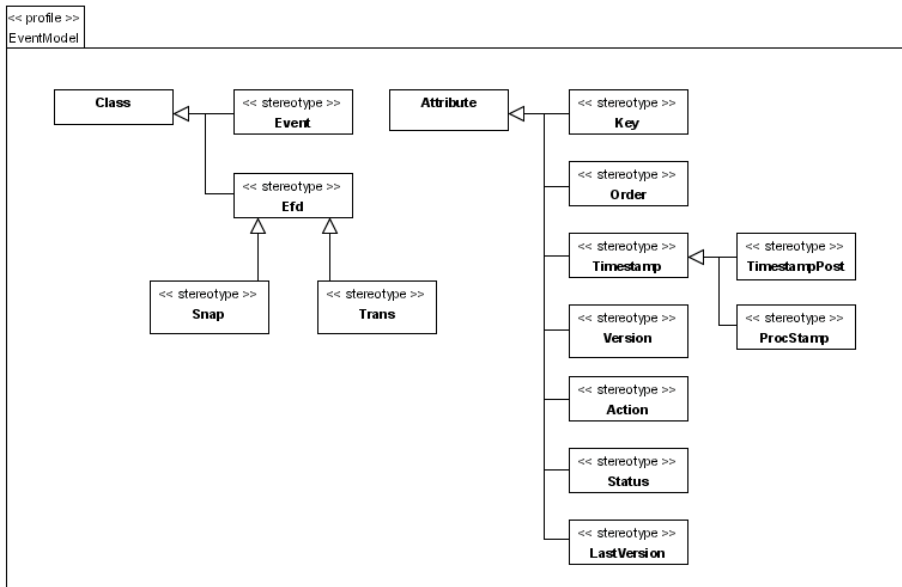 << profile >>
EventModel
Class
<< stereotype >>
Event
<< stereotype >>
Efd
<< stereotype >>
Snap
<< stereotype >>
Trans
Attribute
<< stereotype >>
Key
<< stereotype >>
Order
<< stereotype >>
Timestamp
<< stereotype >>
TimestampPost
<< stereotype >>
ProcStamp
<< stereotype >>
Version
<< stereotype >>
Action
<< stereotype >>
Status
<< stereotype >>
LastVersion